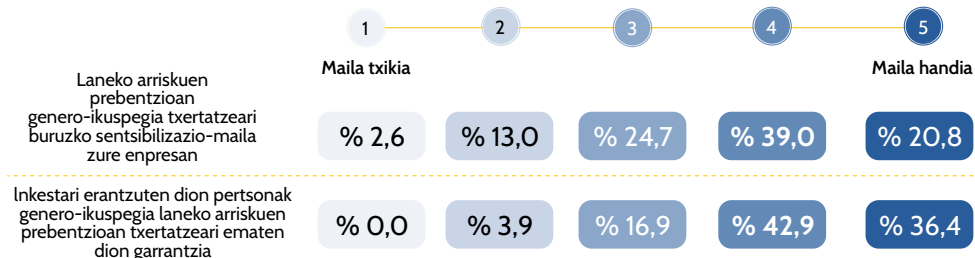 1 2 3 4 5
Maila txikia Maila handia
Laneko arriskuen
prebentzioan
genero-ikuspegia txertatzeari
buruzko sentsibilizazio-maila
zure enpresan
% 2,6 % 13,0 % 24,7 % 39,0 % 20,8
Inkestari erantzuten dion pertsonak
genero-ikuspegia laneko arriskuen
prebentzioan txertatzeari ematen
dion garrantzia
% 0,0 % 3,9 % 16,9 % 42,9 % 36,4